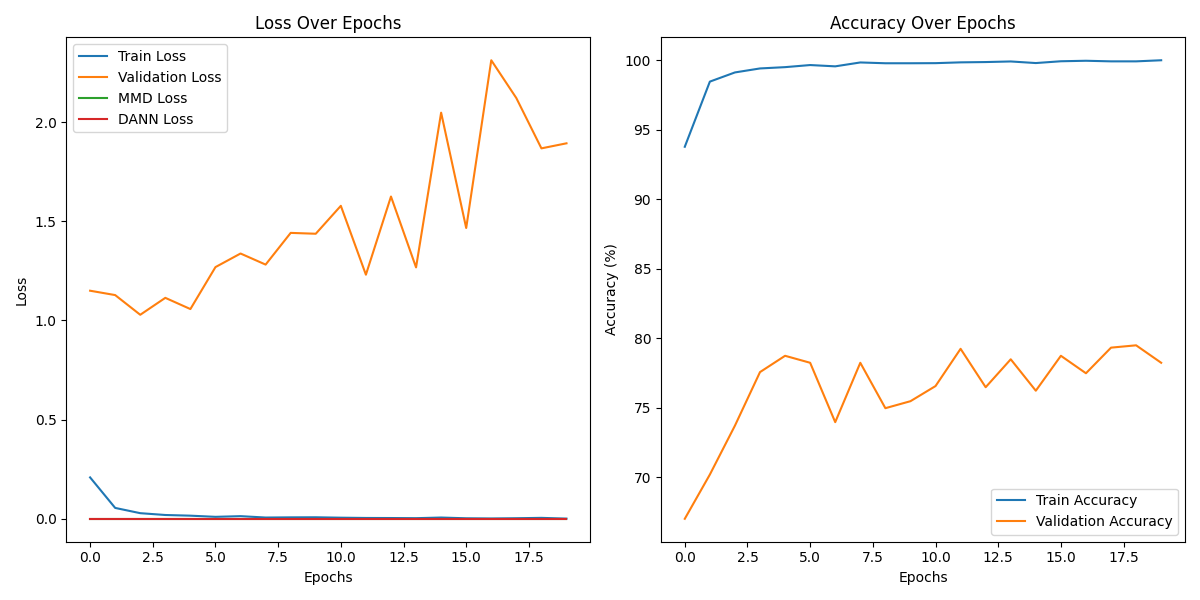 Loss Over Epochs
Train Loss
Validation Loss
MMD Loss
DANN Loss
2.0
1.5
1.0
0.5
0.0
Loss
0.0 2.5 5.0 7.5 10.0 12.5 15.0 17.5
Epochs
Accuracy Over Epochs
100
95
90
85
80
75
70
Accuracy (%)
Train Accuracy
Validation Accuracy
0.0 2.5 5.0 7.5 10.0 12.5 15.0 17.5
Epochs